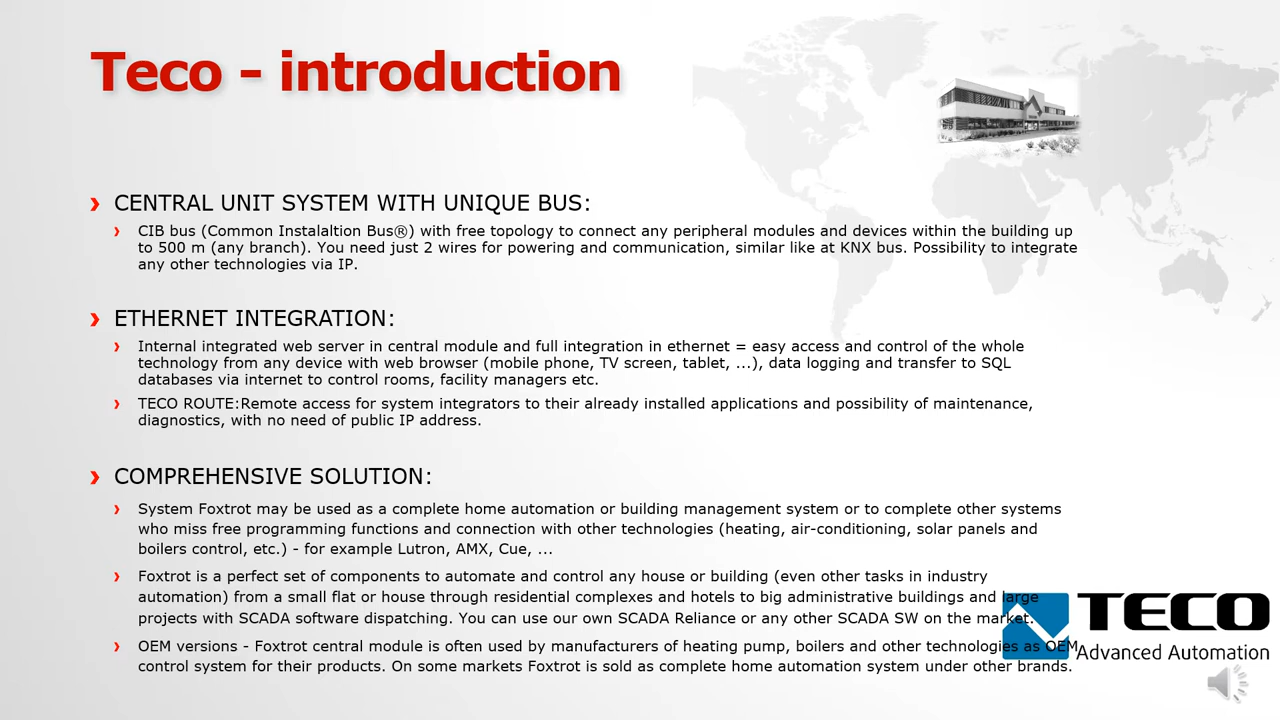 Teco - introduction
CENTRAL UNIT SYSTEM WITH UNIQUE BUS:
CIB bus (Common Instalaltion Bus®) with free topology to connect any peripheral modules and devices within the building up
to 500 m (any branch). You need just 2 wires for powering and communication, similar like at KNX bus. Possibility to integrate
any other technologies via IP.
ETHERNET INTEGRATION:
Internal integrated web server in central module and full integration in ethernet = easy access and control of the whole
technology from any device with web browser (mobile phone, TV screen, tablet, ...), data logging and transfer to SQL
databases via internet to control rooms, facility managers etc.
TECO ROUTE:Remote access for system integrators to their already installed applications and possibility of maintenance,
diagnostics, with no need of public IP address.
COMPREHENSIVE SOLUTION:
System Foxtrot may be used as a complete home automation or building management system or to complete other systems
who miss free programming functions and connection with other technologies (heating, air-conditioning, solar panels and
boilers control, etc.) - for example Lutron, AMX, Cue, ...
Foxtrot is a perfect set of components to automate and control any house or building (even other tasks in industry
automation) from a small flat or house through residential complexes and hotels to big administrative buildings and large
projects with SCADA software dispatching. You can use our own SCADA Reliance or any other SCADA SW on the market.
OEM versions - Foxtrot central module is often used by manufacturers of heating pump, boilers and other technologies as OEM
control system for their products. On some markets Foxtrot is sold as complete home automation system under other brands.
TECO
Advanced Automation